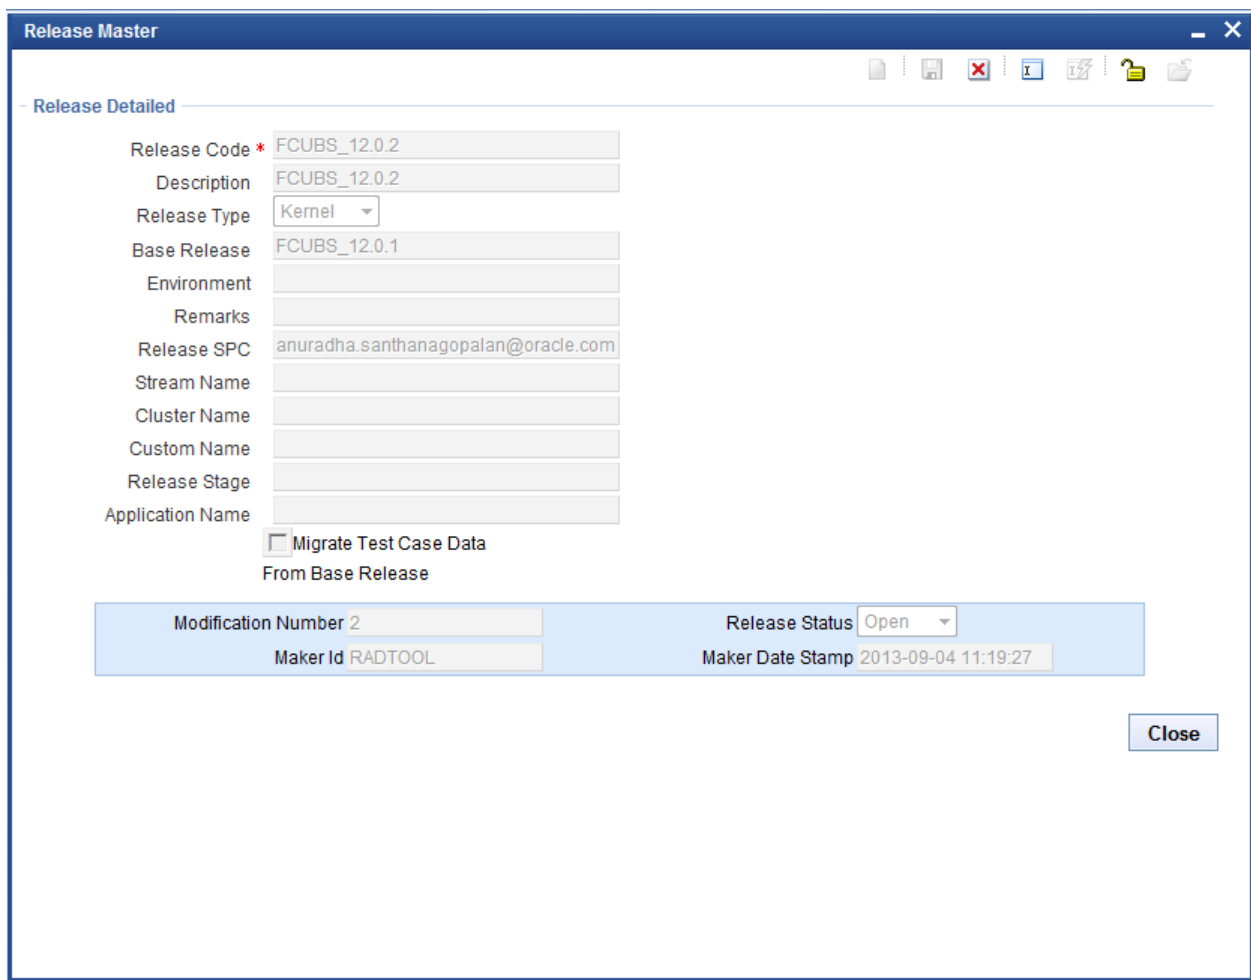 Release Master
Release Detailed
Release Code * FCUBS_12.0.2
Description FCUBS_12.0.2
Release Type Kernel
Base Release FCUBS_12.0.1
Environment
Remarks
Release SPC anuradha.santhanagopalan@oracle.com
Stream Name
Cluster Name
Custom Name
Release Stage
Application Name
Migrate Test Case Data
From Base Release
Modification Number 2 Release Status Open
Maker Id RADTOOL Maker Date Stamp 2013-09-04 11:19:27
Close